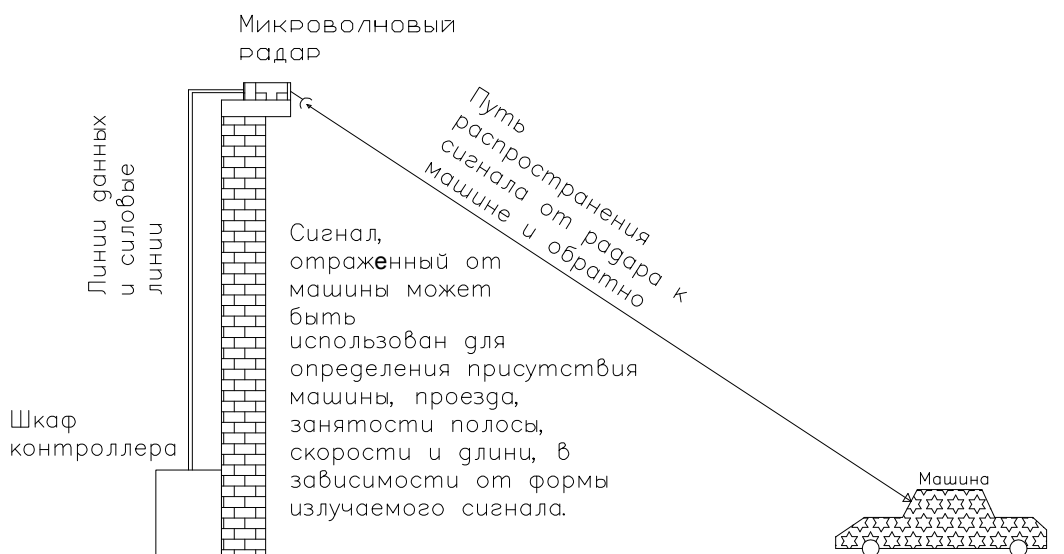 Микроволновый
радар
Путь
распространения
сигнала от радара к
машине и обратно
Линии данных
и силовые
линии
Сигнал,
отраженный от
машины может
быть
использован для
определения присутствия
машины, проезда,
занятости полосы,
скорости и длини, в
зависимости от формы
излучаемого сигнала.
Шкаф
контроллера
Машина